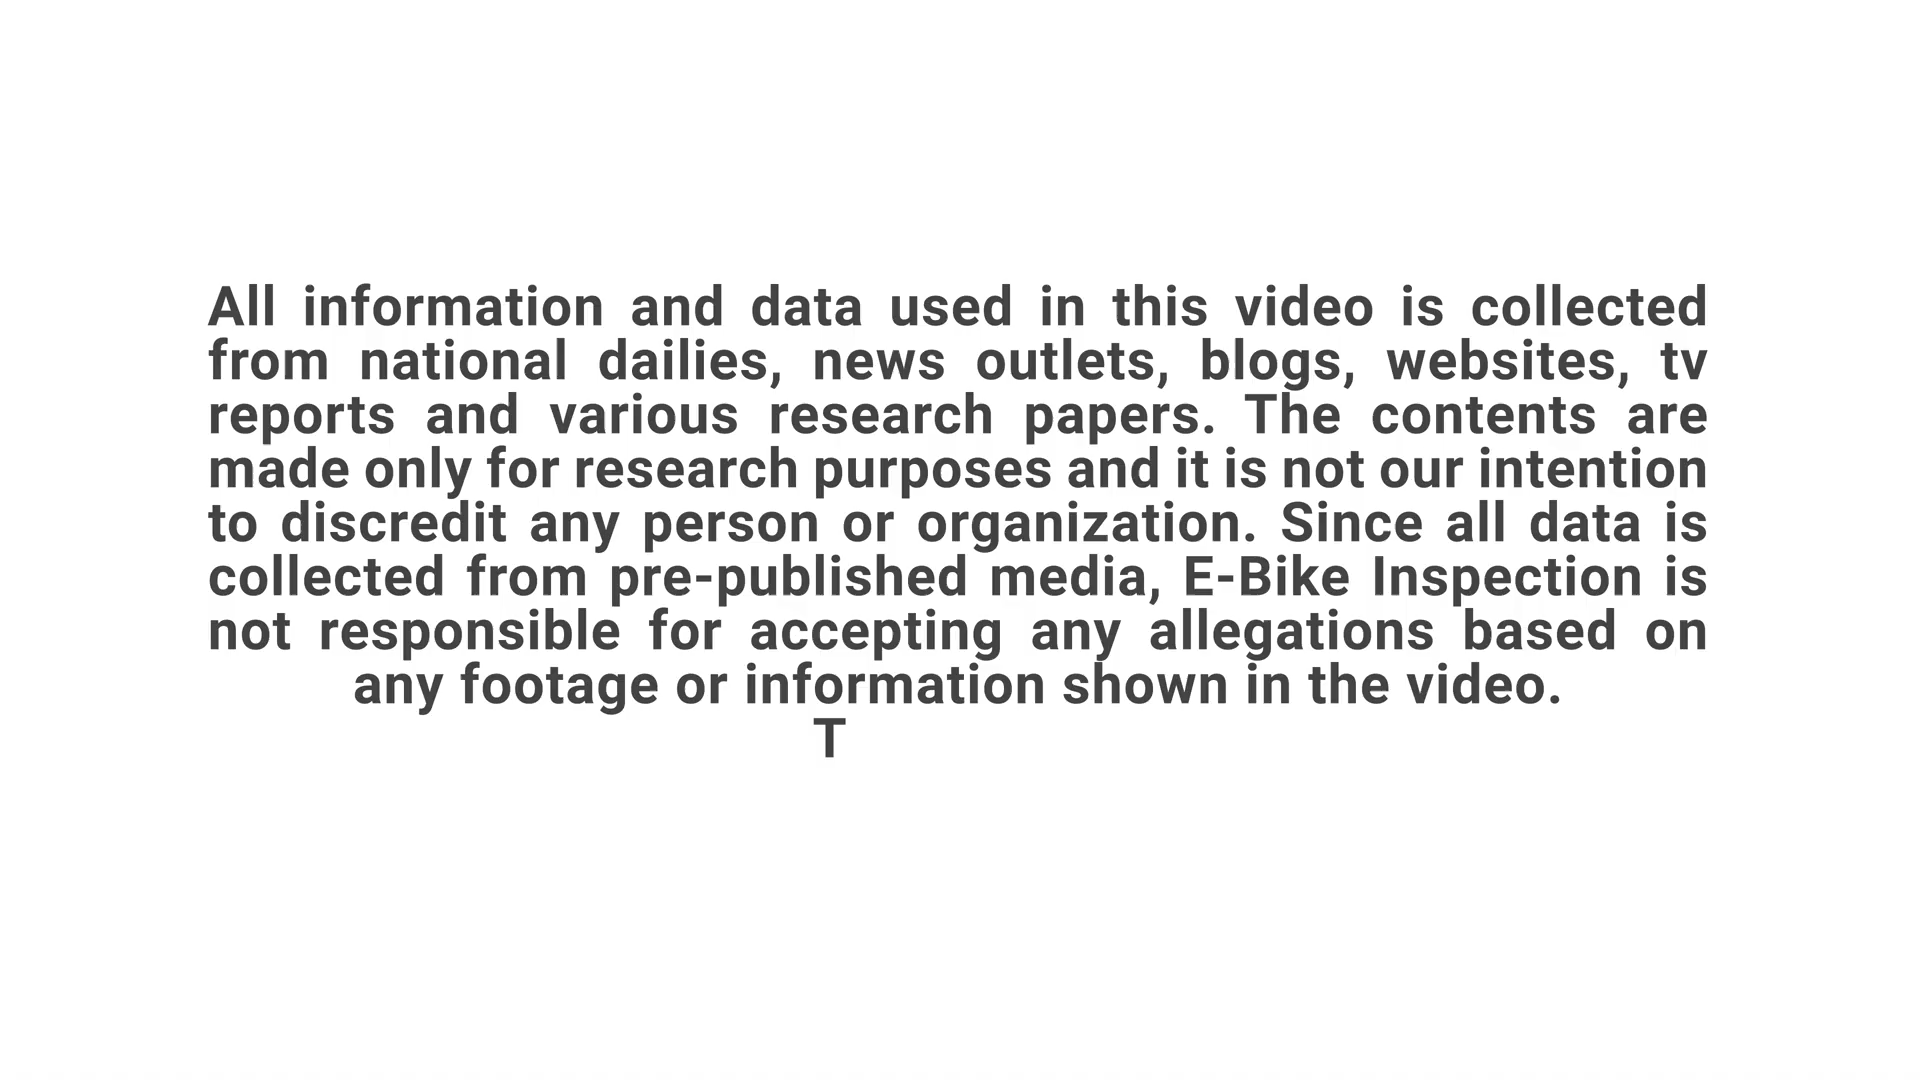 All information and data used in this video is collected
from national dailies, news outlets, blogs, websites, tv
reports and various research papers. The contents are
made only for research purposes and it is not our intention
to discredit any person or organization. Since all data is
collected from pre-published media, E-Bike Inspection is
not responsible for accepting any allegations based on
any footage or information shown in the video.
T